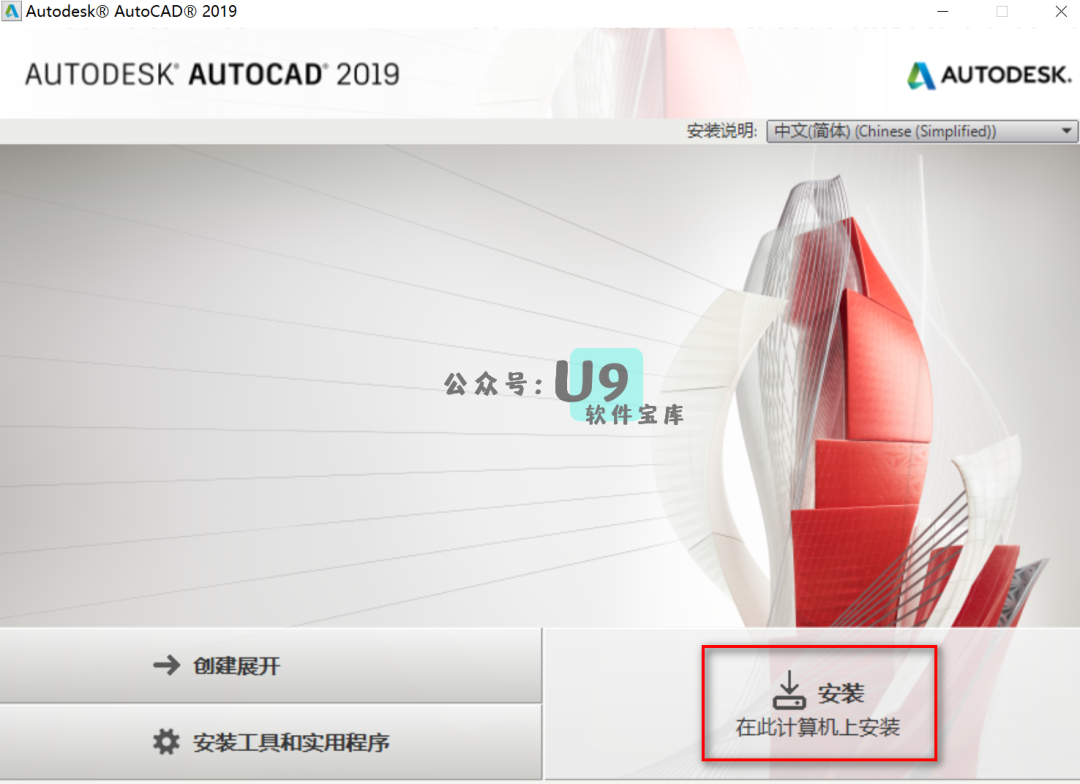 Autodesk® AutoCAD® 2019
AUTODESK® AUTOCAD® 2019
AUTODESK.
安装说明: 中文(简体) (Chinese (Simplified))
公众号: U9
软件宝库
创建展开
安装
在此计算机上安装
安装工具和实用程序